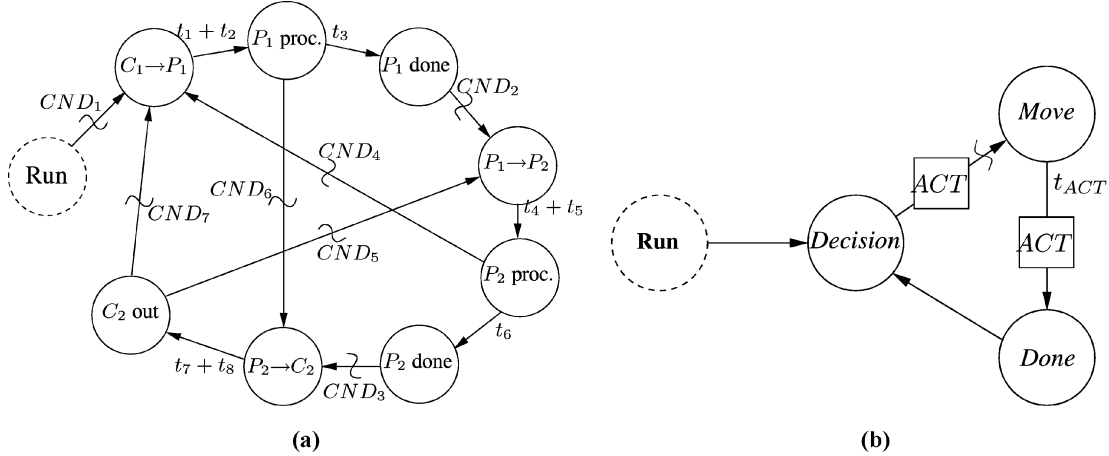 t₁ + t₂
P₁ proc.
t₃
C₁→P₁
P₁ done
CND₁
CND₂
Run
CND₄
P₁→P₂
CND₆
CND₇
t₄ + t₅
CND₅
P₂ proc.
C₂ out
t₆
t₇ + t₈
P₂→C₂
CND₃
P₂ done
(a)
Move
ACT
t_ACT
Run
Decision
ACT
Done
(b)